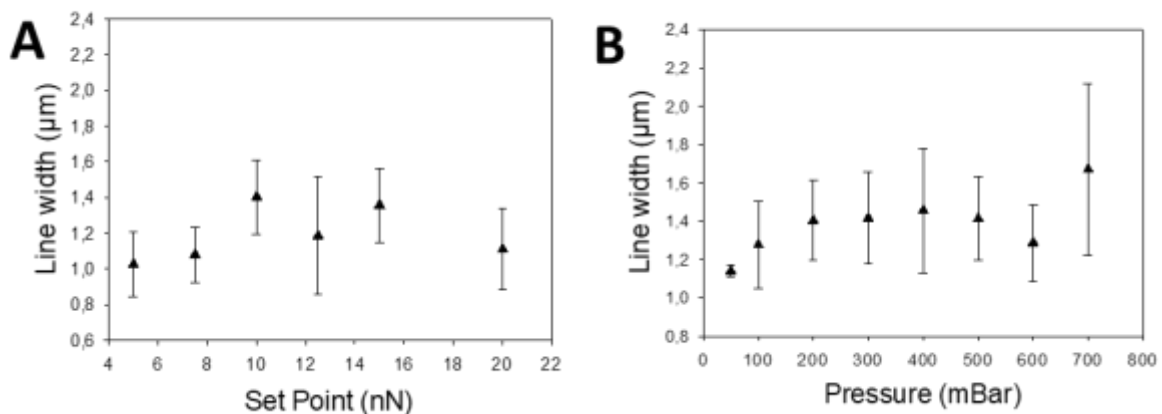 A
2,4
2,2
2,0
1,8
1,6
1,4
1,2
1,0
0,8
0,6
Line width (μm)
4 6 8 10 12 14 16 18 20 22
Set Point (nN)
B
2,4
2,2
2,0
1,8
1,6
1,4
1,2
1,0
0,8
Line width (μm)
0 100 200 300 400 500 600 700 800
Pressure (mBar)